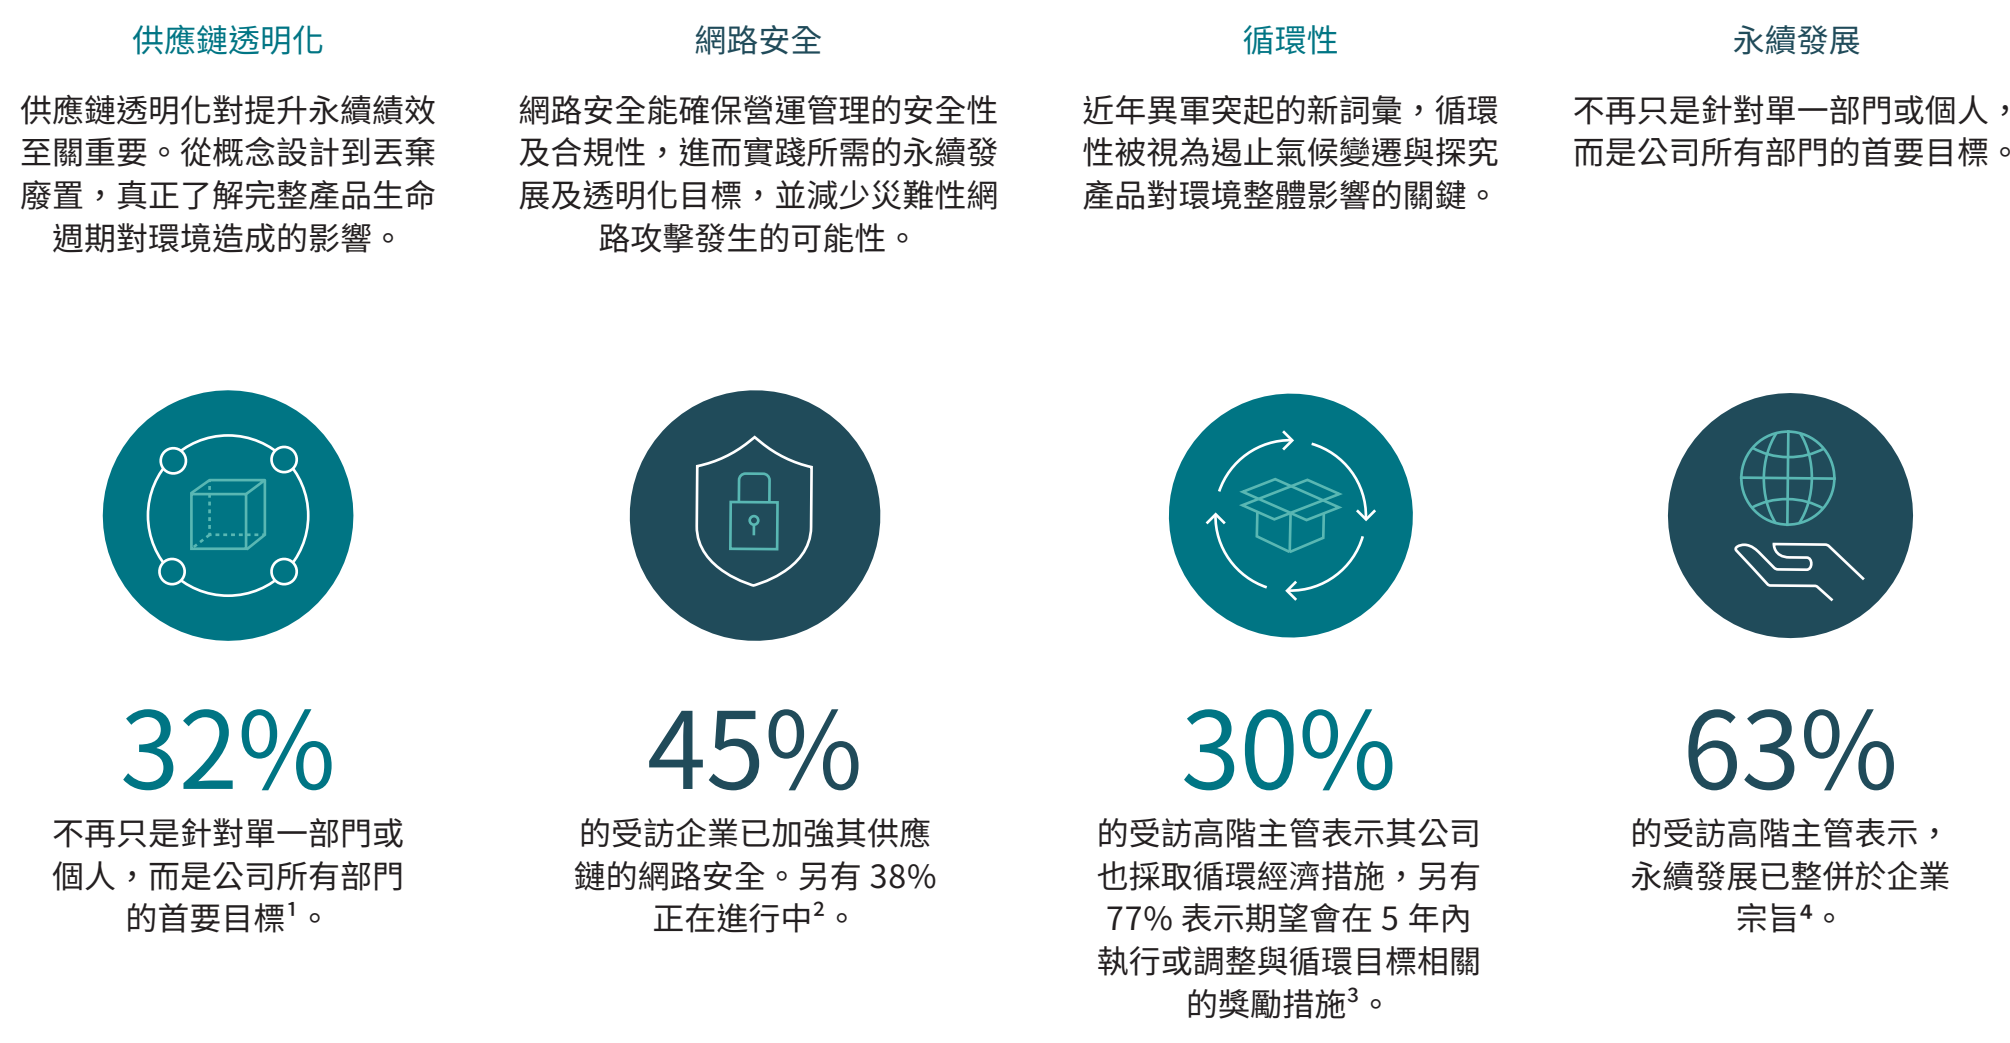 供應鏈透明化
供應鏈透明化對提升永續績效
至關重要。從概念設計到丟棄
廢置，真正了解完整產品生命
週期對環境造成的影響。
32%
不再只是針對單一部門或
個人，而是公司所有部門
的首要目標¹。
網路安全
網路安全能確保營運管理的安全性
及合規性，進而實踐所需的永續發
展及透明化目標，並減少災難性網
路攻擊發生的可能性。
45%
的受訪企業已加強其供應
鏈的網路安全。另有 38%
正在進行中²。
循環性
近年異軍突起的新詞彙，循環
性被視為遏止氣候變遷與探究
產品對環境整體影響的關鍵。
30%
的受訪高階主管表示其公司
也採取循環經濟措施，另有
77% 表示期望會在 5 年內
執行或調整與循環目標相關
的獎勵措施³。
永續發展
不再只是針對單一部門或個人，
而是公司所有部門的首要目標。
63%
的受訪高階主管表示，
永續發展已整併於企業
宗旨⁴。